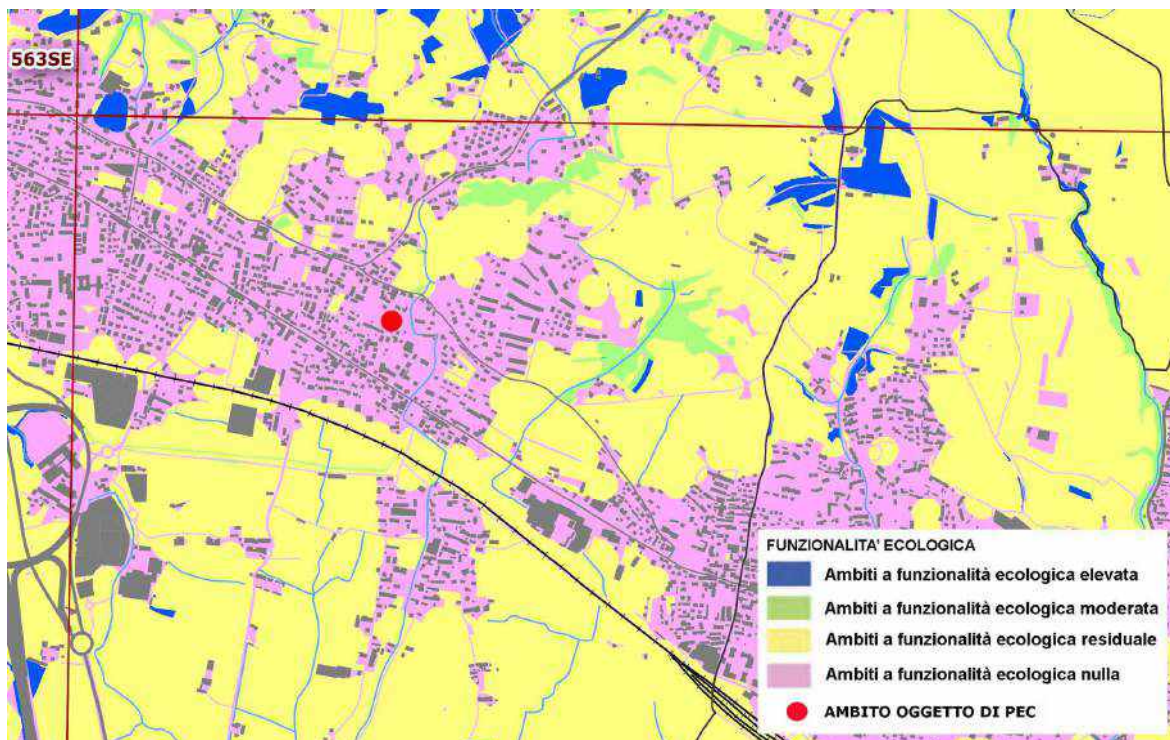 563SE
FUNZIONALITA' ECOLOGICA
Ambiti a funzionalità ecologica elevata
Ambiti a funzionalità ecologica moderata
Ambiti a funzionalità ecologica residuale
Ambiti a funzionalità ecologica nulla
AMBITO OGGETTO DI PEC